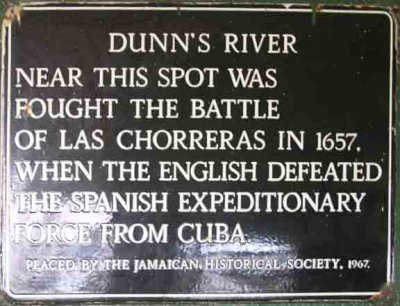 DUNN'S RIVER
NEAR THIS SPOT WAS
FOUGHT THE BATTLE
OF LAS CHORRERAS IN 1657,
WHEN THE ENGLISH DEFEATED
THE SPANISH EXPEDITIONARY
FORCE FROM CUBA.
PLACED BY THE JAMAICAN HISTORICAL SOCIETY, 1967.